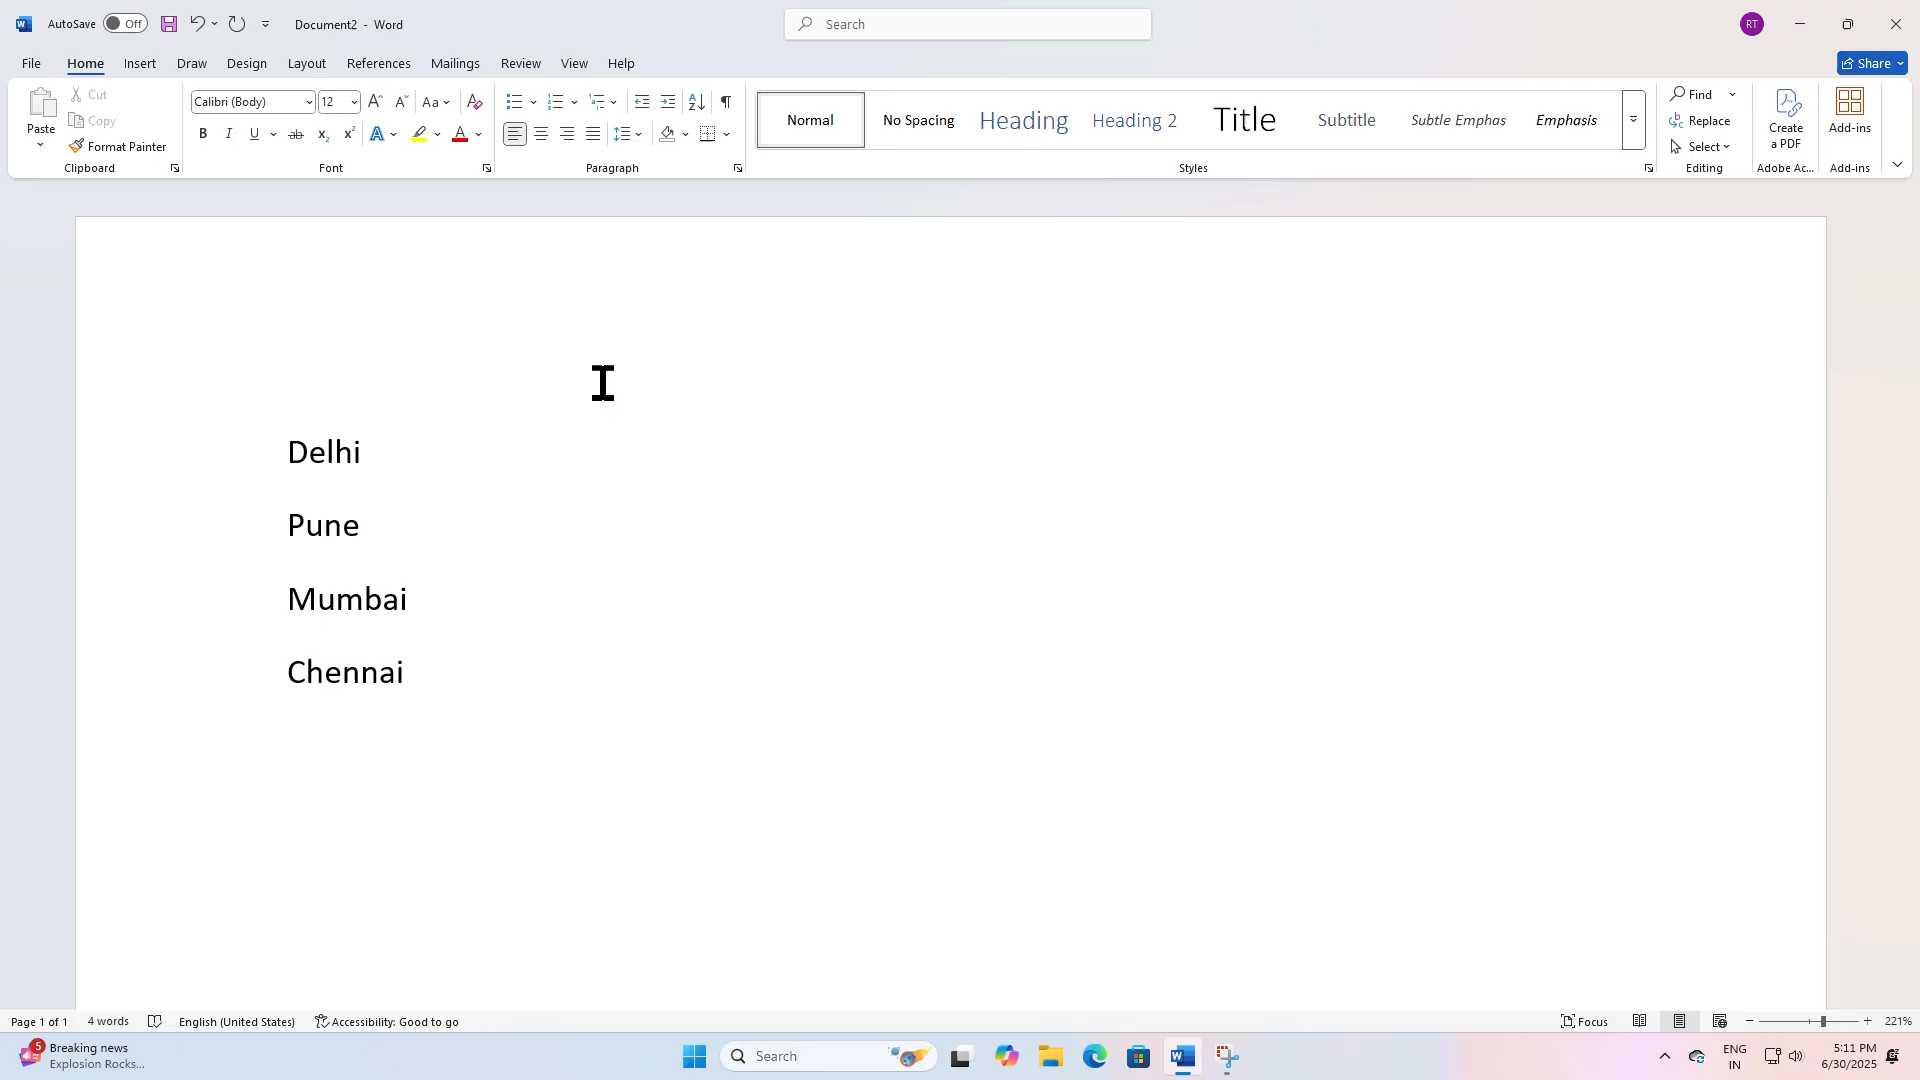 AutoSave Off Document2 - Word Search RT
File Home Insert Draw Design Layout References Mailings Review View Help Share
Paste Cut Copy Format Painter Clipboard
Calibri (Body) 12 Aa
B I U ab x₂ x² A A Font
Paragraph
Normal No Spacing Heading Heading 2 Title Subtitle Subtle Emphas Emphasis Styles
Find Replace Select Editing
Create a PDF Adobe Ac...
Add-ins Add-ins
Delhi
Pune
Mumbai
Chennai
Page 1 of 1 4 words English (United States) Accessibility: Good to go Focus 221%
5 Breaking news
Explosion Rocks...
Search
ENG
IN
5:11 PM
6/30/2025